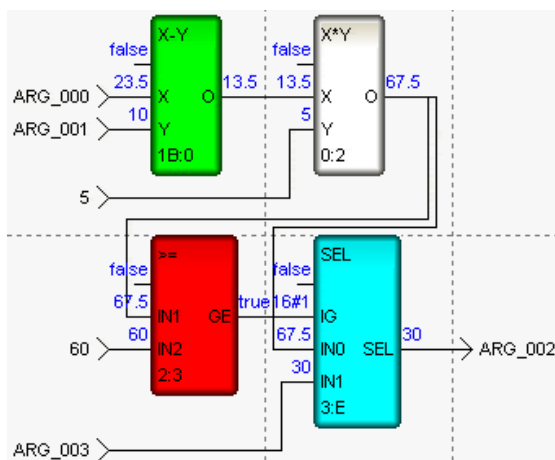 X-Y
false
23.5
ARG_000
X
O
13.5
10
ARG_001
Y
1B:0
X*Y
false
13.5
X
O
67.5
5
Y
0:2
5
>=
false
67.5
IN1
GE
true
60
60
IN2
2:3
SEL
false
16#1
IG
67.5
IN0
SEL
30
ARG_002
30
IN1
3:E
ARG_003